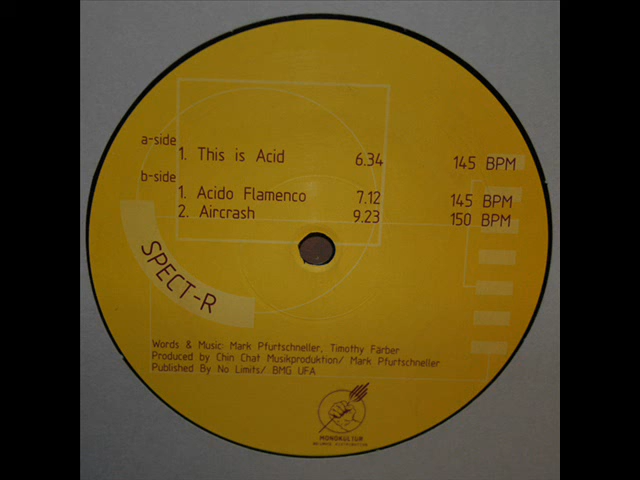 a-side
1. This is Acid 6.34 145 BPM
b-side
1. Acido Flamenco 7.12 145 BPM
2. Aircrash 9.23 150 BPM
SPECT-R
Words & Music: Mark Pfurtschneller, Timothy Färber
Produced by Chin Chat Musikproduktion/ Mark Pfurtschneller
Published By No Limits/ BMG UFA
MONOKULTUR